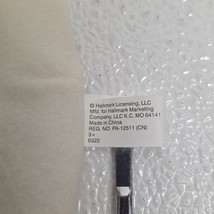 © Hallmark Licensing, LLC
Mfd. for Hallmark Marketing
Company, LLC K.C. MO 64141
Made in China
REG. NO. PA-12511 (CN)
3+
0322